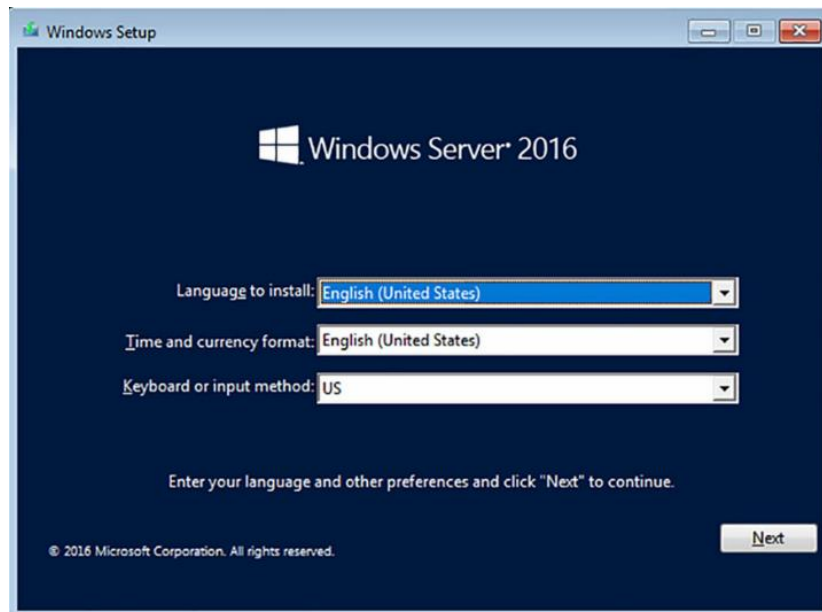 Windows Setup
Windows Server 2016
Language to install: English (United States)
Time and currency format: English (United States)
Keyboard or input method: US
Enter your language and other preferences and click "Next" to continue.
Next
© 2016 Microsoft Corporation. All rights reserved.